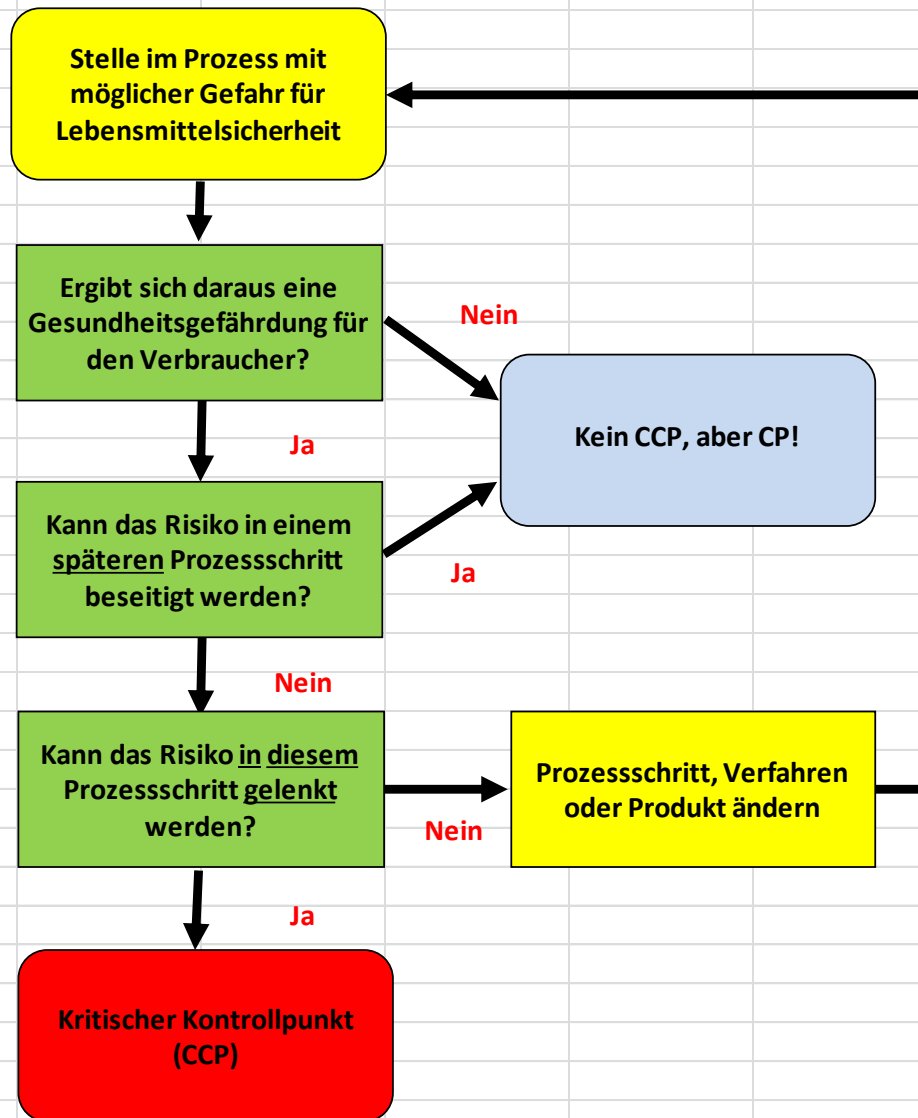 Stelle im Prozess mit
möglicher Gefahr für
Lebensmittelsicherheit
Ergibt sich daraus eine
Gesundheitsgefährdung für
den Verbraucher?
Nein
Kein CCP, aber CP!
Ja
Kann das Risiko in einem
späteren Prozessschritt
beseitigt werden?
Ja
Nein
Kann das Risiko in diesem
Prozessschritt gelenkt
werden?
Nein
Prozessschritt, Verfahren
oder Produkt ändern
Ja
Kritischer Kontrollpunkt
(CCP)